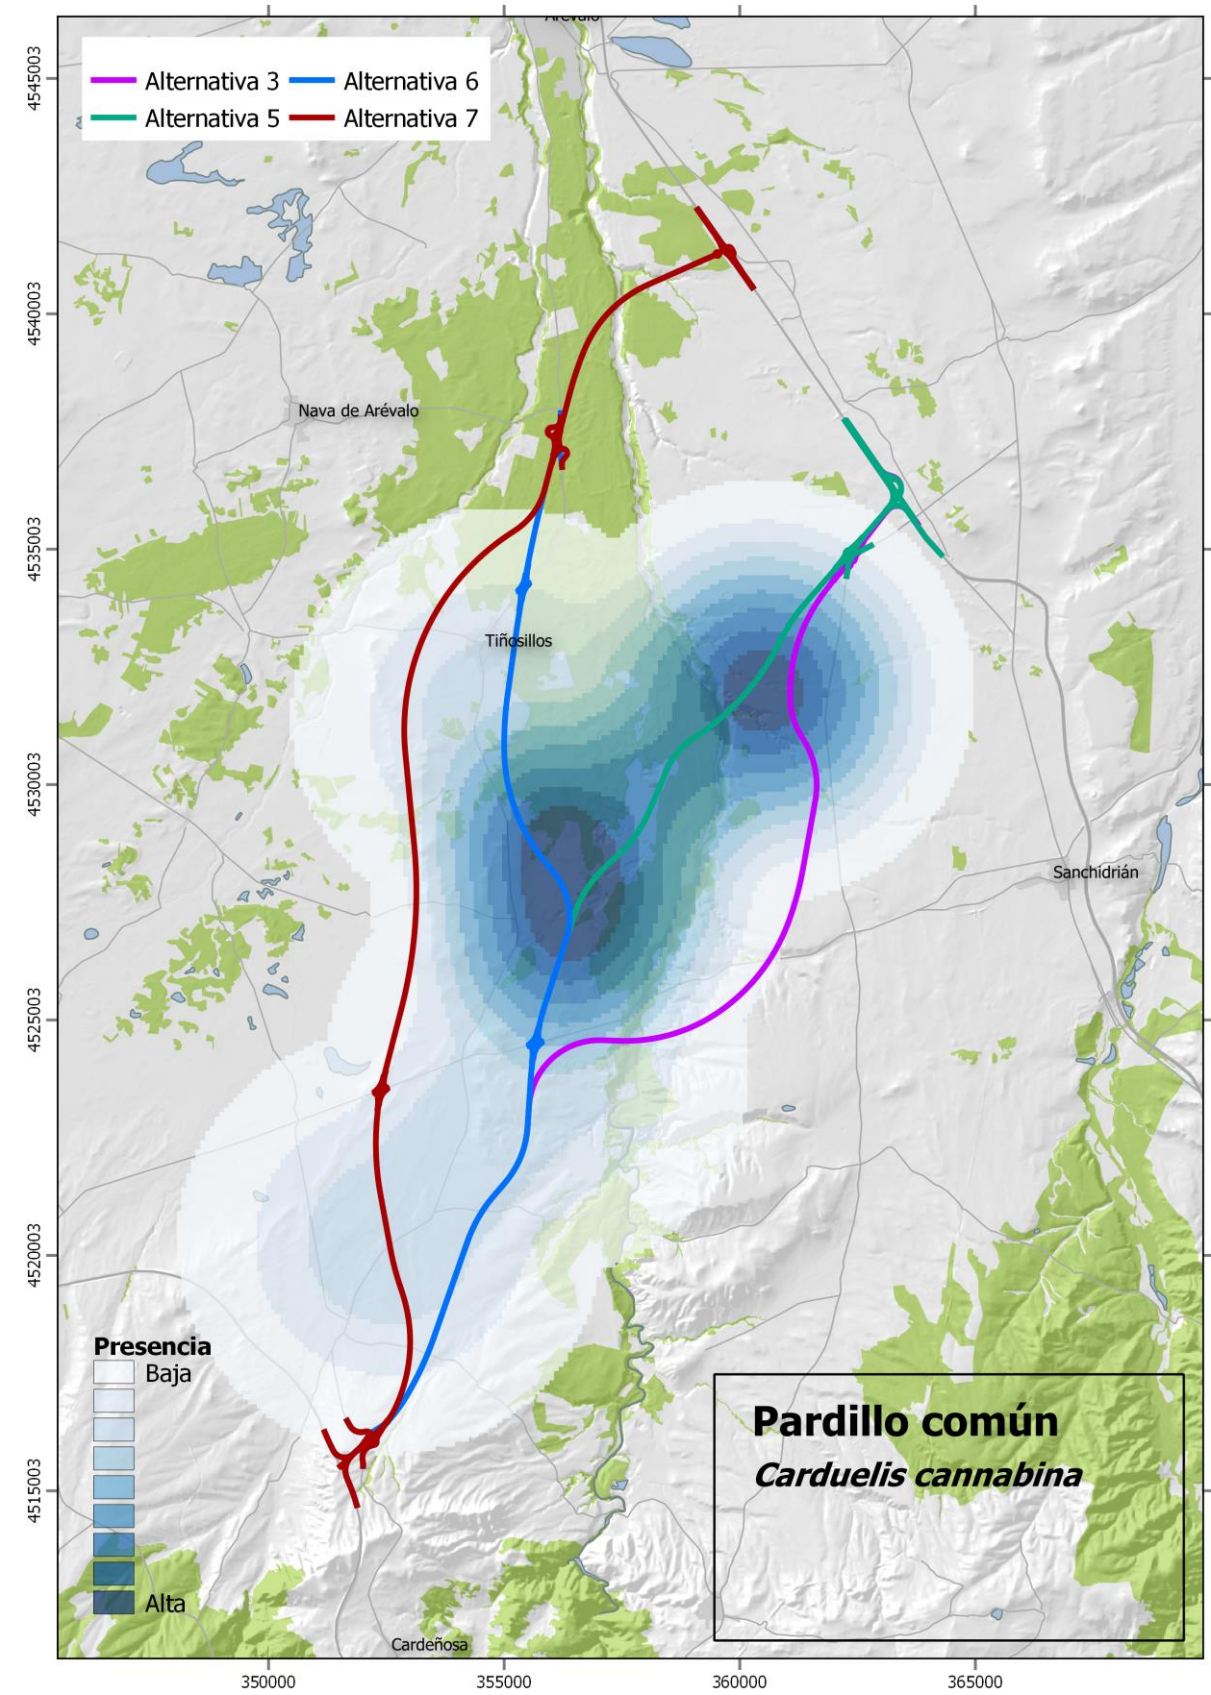 Arévalo
Alternativa 3
Alternativa 6
Alternativa 5
Alternativa 7
4545003
4540003
4535003
4530003
4525003
4520003
4515003
Nava de Arévalo
Tiñosillos
Sanchidrián
Presencia
Baja
Alta
Pardillo común
Carduelis cannabina
Cardeñosa
350000
355000
360000
365000